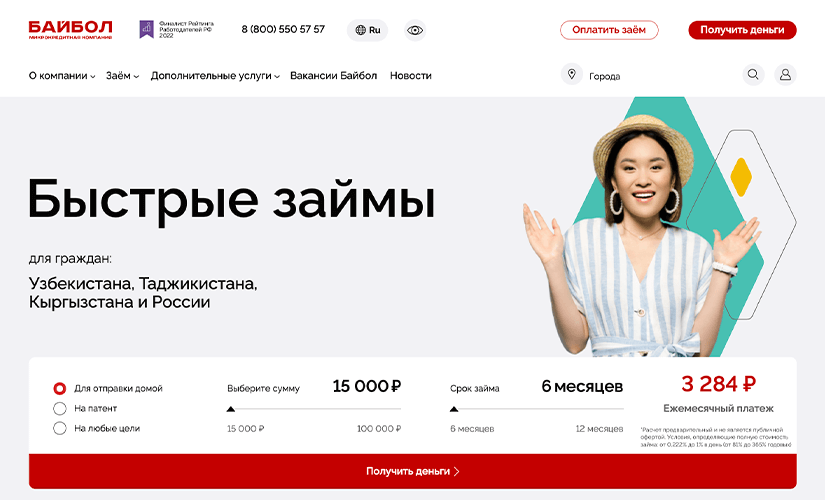 БАЙБОЛ
МИКРОКРЕДИТНАЯ КОМПАНИЯ
Финалист Рейтинга
Работодателей РФ
2022
8 (800) 550 57 57
Ru
Оплатить заём
Получить деньги
О компании
Заём
Дополнительные услуги
Вакансии Байбол
Новости
Города
Быстрые займы
для граждан:
Узбекистана, Таджикистана,
Кыргызстана и России
Для отправки домой
На патент
На любые цели
Выберите сумму
15 000 ₽
15 000 ₽
100 000 ₽
Срок займа
6 месяцев
6 месяцев
12 месяцев
3 284 ₽
Ежемесячный платеж
*Расчет предварительный и не является публичной
офертой. Условия, определяющие полную стоимость
займа: от 0,222% до 1% в день (от 81% до 365% годовых)
Получить деньги